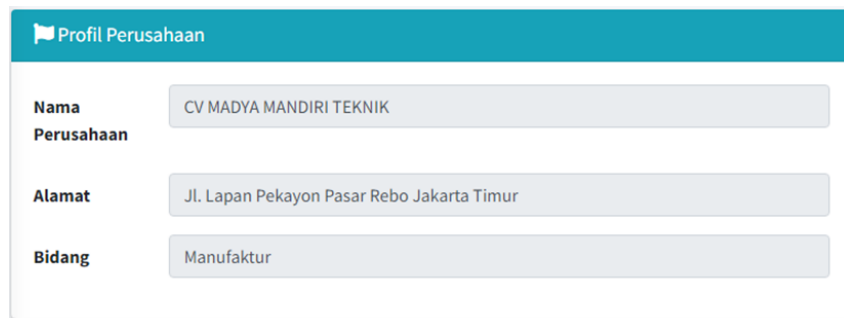 Profil Perusahaan
Nama
Perusahaan
CV MADYA MANDIRI TEKNIK
Alamat
Jl. Lapan Pekayon Pasar Rebo Jakarta Timur
Bidang
Manufaktur